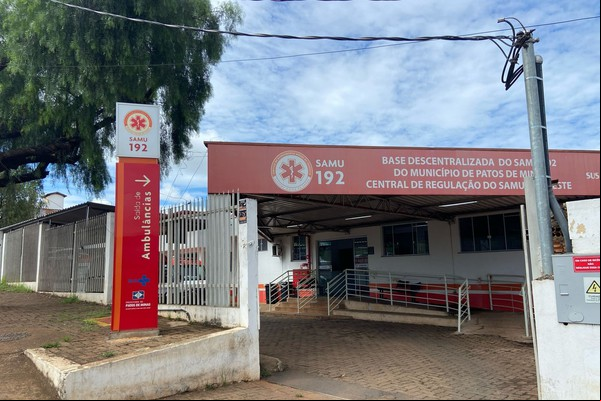 SAMU
192
Saída de
Ambulâncias
SUS
PATOS DE MINAS
SAMU
192
BASE DESCENTRALIZADA DO SAMU 192
DO MUNICÍPIO DE PATOS DE MINAS
CENTRAL DE REGULAÇÃO DO SAMU
SUS